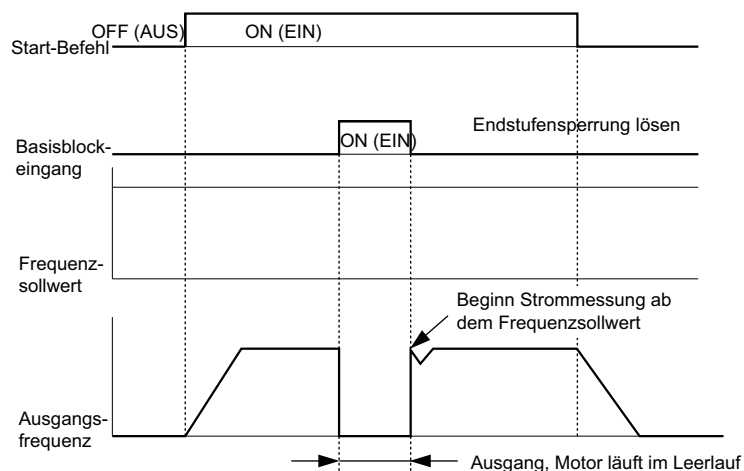 OFF (AUS)
ON (EIN)
Start-Befehl
ON (EIN)
Endstufensperrung lösen
Basisblock-
eingang
Frequenz-
sollwert
Beginn Strommessung ab
dem Frequenzsollwert
Ausgangs-
frequenz
Ausgang, Motor läuft im Leerlauf